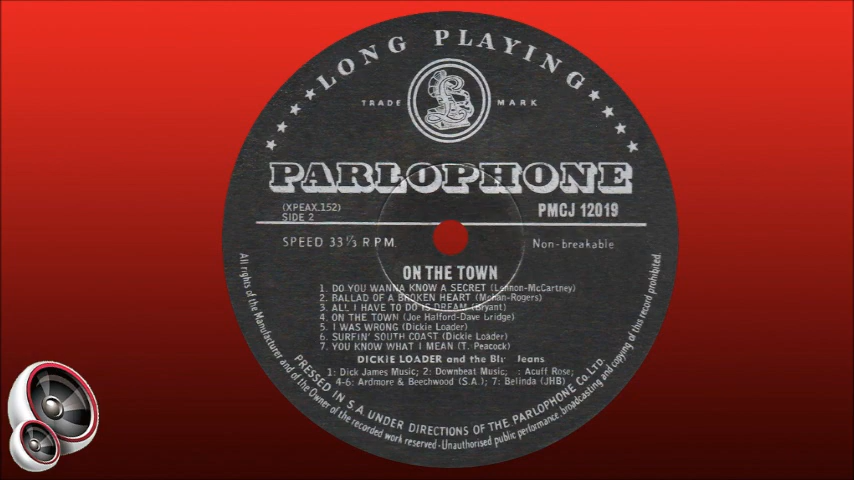 ★★★★ LONG PLAYING ★★★★
TRADE MARK
PARLOPHONE
(XPEAX.152)
SIDE 2
PMCJ 12019
SPEED 33⅓ R P M.
Non-breakable
ON THE TOWN
1. DO YOU WANNA KNOW A SECRET (Lennon-McCartney)
2. BALLAD OF A BROKEN HEART (Mohan-Rogers)
3. ALL I HAVE TO DO IS DREAM (Bryant)
4. ON THE TOWN (Joe Halford-Dave Bridge)
5. I WAS WRONG (Dickie Loader)
6. SURFIN' SOUTH COAST (Dickie Loader)
7. YOU KNOW WHAT I MEAN (T. Peacock)
DICKIE LOADER and the Jeans
1: Dick James Music; 2: Downbeat Music; : Acuff Rose;
4-6: Ardmore & Beechwood (S.A.); 7: Belinda (JHB)
PRESSED IN S.A. UNDER DIRECTIONS OF THE PARLOPHONE CO. LTD.
All rights of the Manufacturer and of the Owner of the recorded work reserved - Unauthorised public performance broadcasting and copying of this record prohibited.